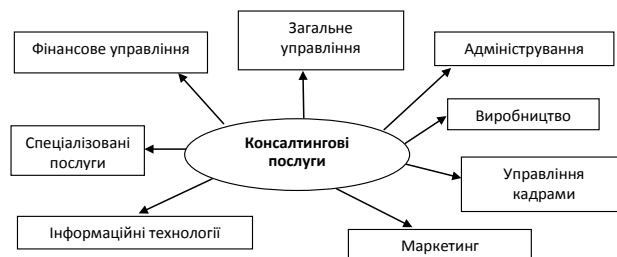 Фінансове управління
Загальне
управління
Адміністрування
Виробництво
Консалтингові
послуги
Спеціалізовані
послуги
Управління
кадрами
Інформаційні технології
Маркетинг